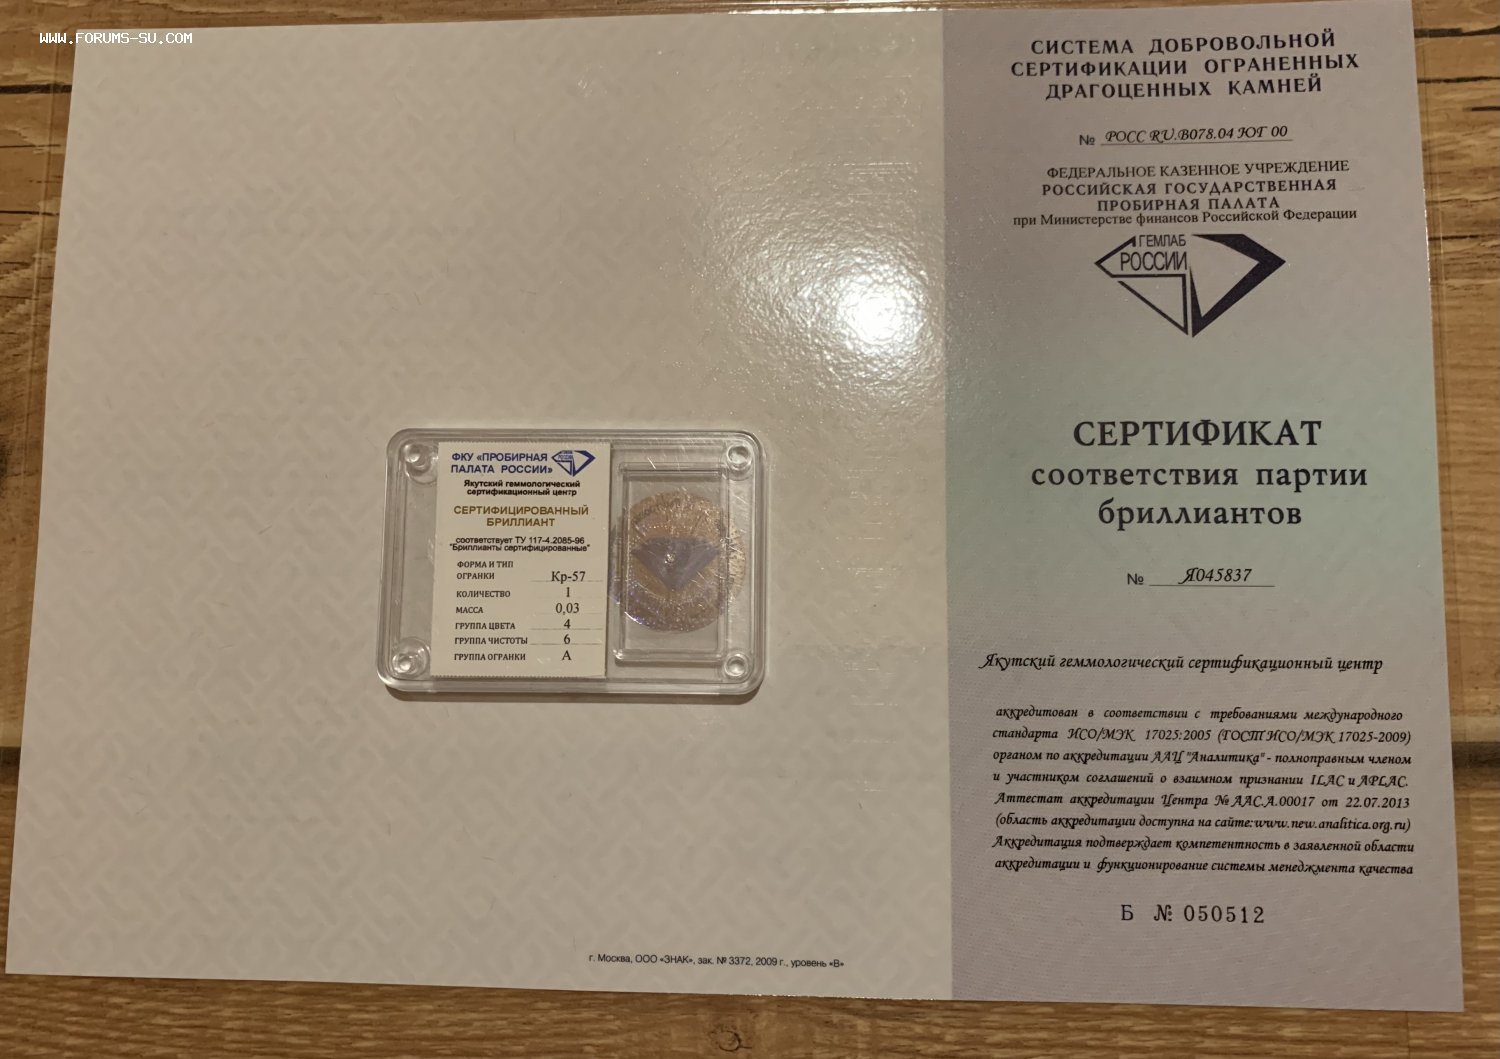 WWW.FORUMS-SU.COM
СИСТЕМА ДОБРОВОЛЬНОЙ
СЕРТИФИКАЦИИ ОГРАНЕННЫХ
ДРАГОЦЕННЫХ КАМНЕЙ
№ РОСС RU.В078.04 ЮГ 00
ФЕДЕРАЛЬНОЕ КАЗЕННОЕ УЧРЕЖДЕНИЕ
РОССИЙСКАЯ ГОСУДАРСТВЕННАЯ
ПРОБИРНАЯ ПАЛАТА
при Министерстве финансов Российской Федерации
ГЕМЛАБ
РОССИИ
СЕРТИФИКАТ
соответствия партии
бриллиантов
№ Я045837
Якутский геммологический сертификационный центр
аккредитован в соответствии с требованиями международного
стандарта ИСО/МЭК 17025:2005 (ГОСТ ИСО/МЭК 17025-2009)
органом по аккредитации ААЦ "Аналитика" - полноправным членом
и участником соглашений о взаимном признании ILAC и APLAC.
Аттестат аккредитации Центра № ААС.А.00017 от 22.07.2013
(область аккредитации доступна на сайте:www.new.analitica.org.ru)
Аккредитация подтверждает компетентность в заявленной области
аккредитации и функционирование системы менеджмента качества
Б № 050512
ФКУ «ПРОБИРНАЯ
ПАЛАТА РОССИИ»
Якутский геммологический
сертификационный центр
СЕРТИФИЦИРОВАННЫЙ
БРИЛЛИАНТ
соответствует ТУ 117-4.2085-96
"Бриллианты сертифицированные"
ФОРМА И ТИП
ОГРАНКИ Кр-57
КОЛИЧЕСТВО 1
МАССА 0,03
ГРУППА ЦВЕТА 4
ГРУППА ЧИСТОТЫ 6
ГРУППА ОГРАНКИ А
г. Москва, ООО «ЗНАК», зак. № 3372, 2009 г., уровень «В»